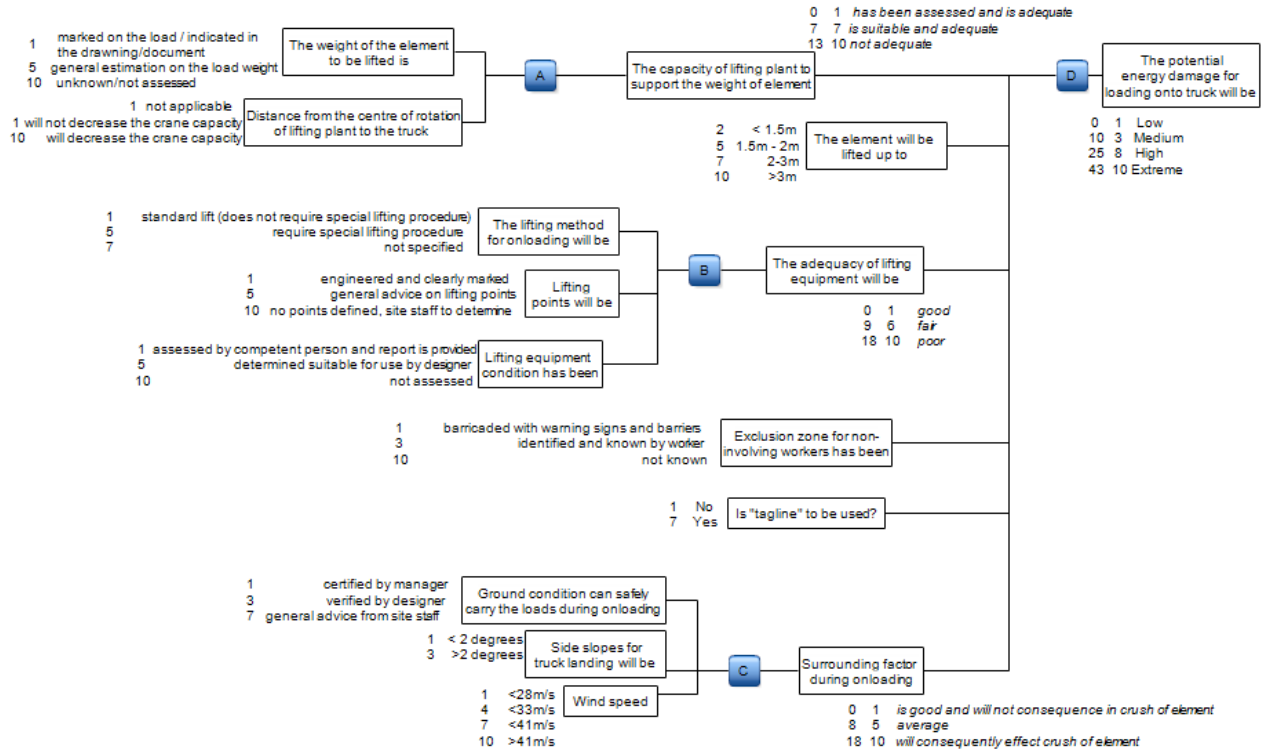 0 1 has been assessed and is adequate
7 7 is suitable and adequate
13 10 not adequate
1 marked on the load / indicated in
the drawing/document
5 general estimation on the load weight
10 unknown/not assessed
The weight of the element
to be lifted is
1 not applicable
1 will not decrease the crane capacity
10 will decrease the crane capacity
Distance from the centre of rotation
of lifting plant to the truck
A
The capacity of lifting plant to
support the weight of element
D
The potential
energy damage for
loading onto truck will be
0 1 Low
10 3 Medium
25 8 High
43 10 Extreme
2 < 1.5m
5 1.5m - 2m
7 2-3m
10 >3m
The element will be
lifted up to
1 standard lift (does not require special lifting procedure)
5 require special lifting procedure
7 not specified
The lifting method
for onloading will be
1 engineered and clearly marked
5 general advice on lifting points
10 no points defined, site staff to determine
Lifting
points will be
1 assessed by competent person and report is provided
5 determined suitable for use by designer
10 not assessed
Lifting equipment
condition has been
B
The adequacy of lifting
equipment will be
0 1 good
9 6 fair
18 10 poor
1 barricaded with warning signs and barriers
3 identified and known by worker
10 not known
Exclusion zone for non-
involving workers has been
1 No
7 Yes
Is "tagline" to be used?
1 certified by manager
3 verified by designer
7 general advice from site staff
Ground condition can safely
carry the loads during onloading
1 < 2 degrees
3 >2 degrees
Side slopes for
truck landing will be
1 <28m/s
4 <33m/s
7 <41m/s
10 >41m/s
Wind speed
C
Surrounding factor
during onloading
0 1 is good and will not consequence in crush of element
8 5 average
18 10 will consequently effect crush of element